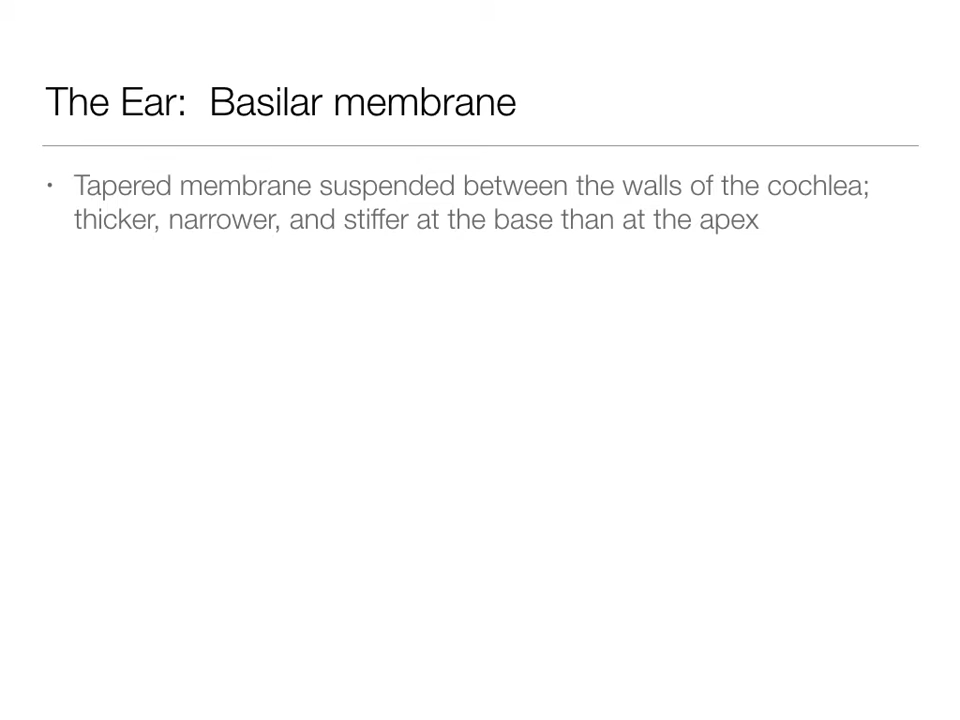 The Ear:  Basilar membrane
• Tapered membrane suspended between the walls of the cochlea;
thicker, narrower, and stiffer at the base than at the apex